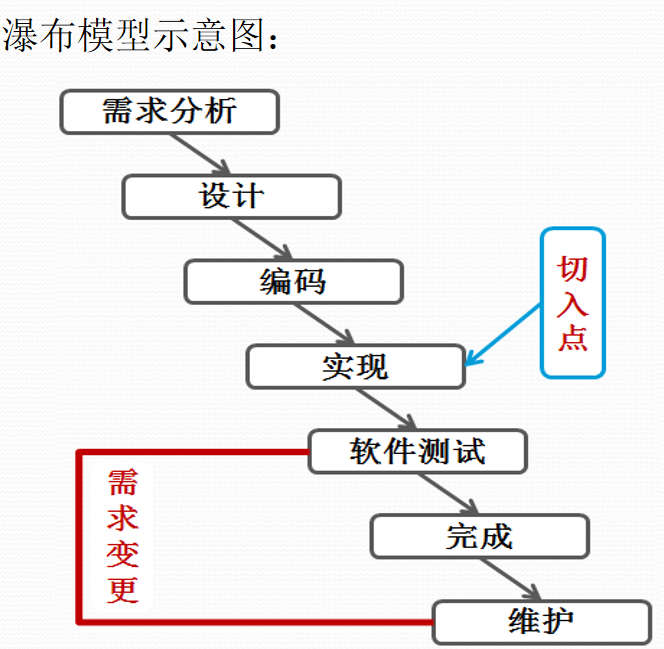 瀑布模型示意图：
需求分析
设计
编码
切入点
实现
软件测试
需求变更
完成
维护